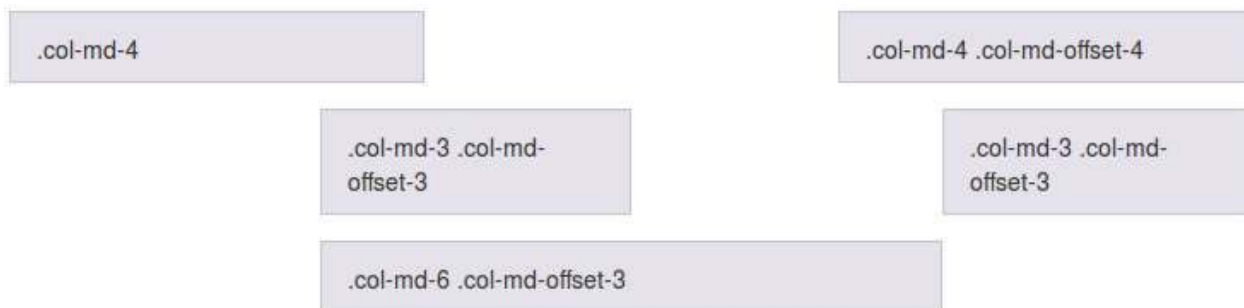 .col-md-4
.col-md-4 .col-md-offset-4
.col-md-3 .col-md-
offset-3
.col-md-3 .col-md-
offset-3
.col-md-6 .col-md-offset-3